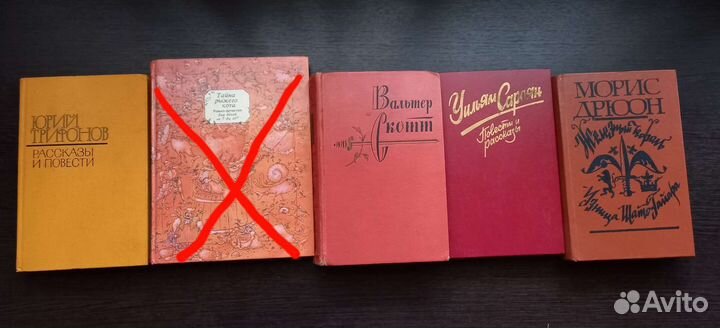 ЮРИЙ
ТРИФОНОВ
РАССКАЗЫ
И ПОВЕСТИ
Тайна
рыжего
кота
Вальтер
Скотт
Уильям Сароян
Повести и
рассказы
МОРИС
ДРЮОН
Железный король
Узница Шато-Гайара
Avito